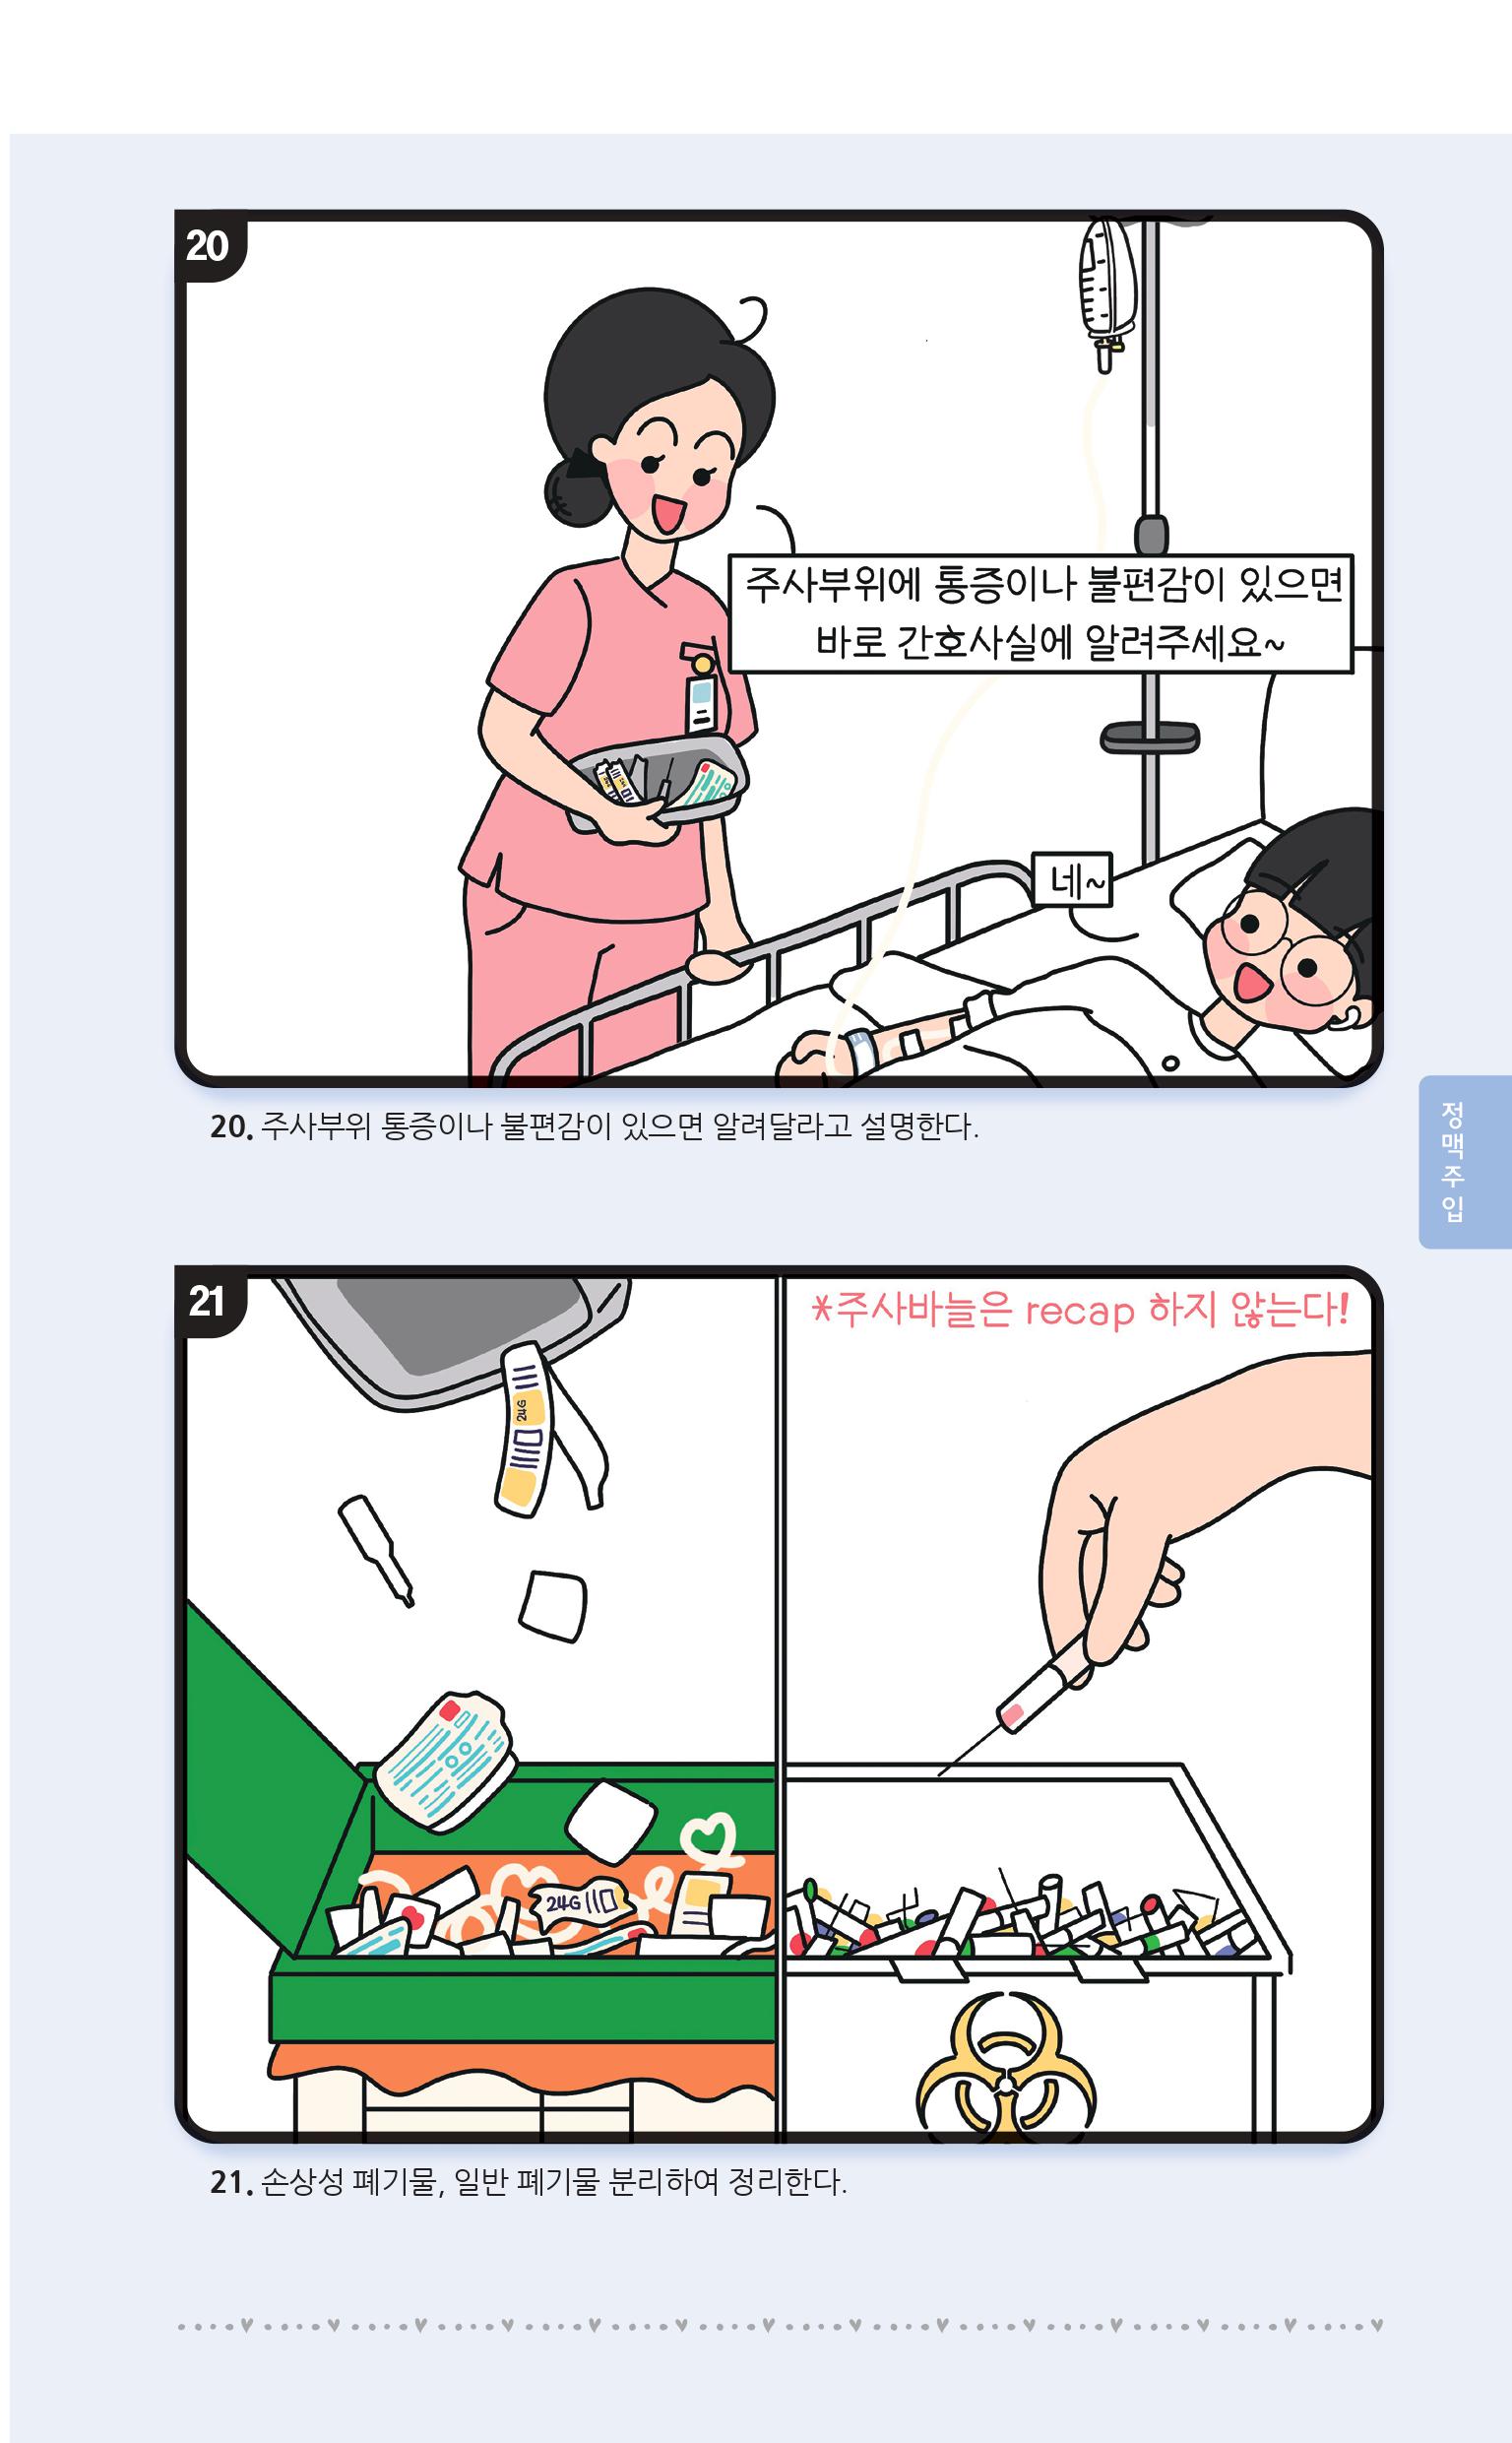 20
주사부위에 통증이나 불편감이 있으면
바로 간호사실에 알려주세요~
네~
20. 주사부위 통증이나 불편감이 있으면 알려달라고 설명한다.
정맥주입
21
*주사바늘은 recap 하지 않는다!
24G
24G
21. 손상성 폐기물, 일반 폐기물 분리하여 정리한다.